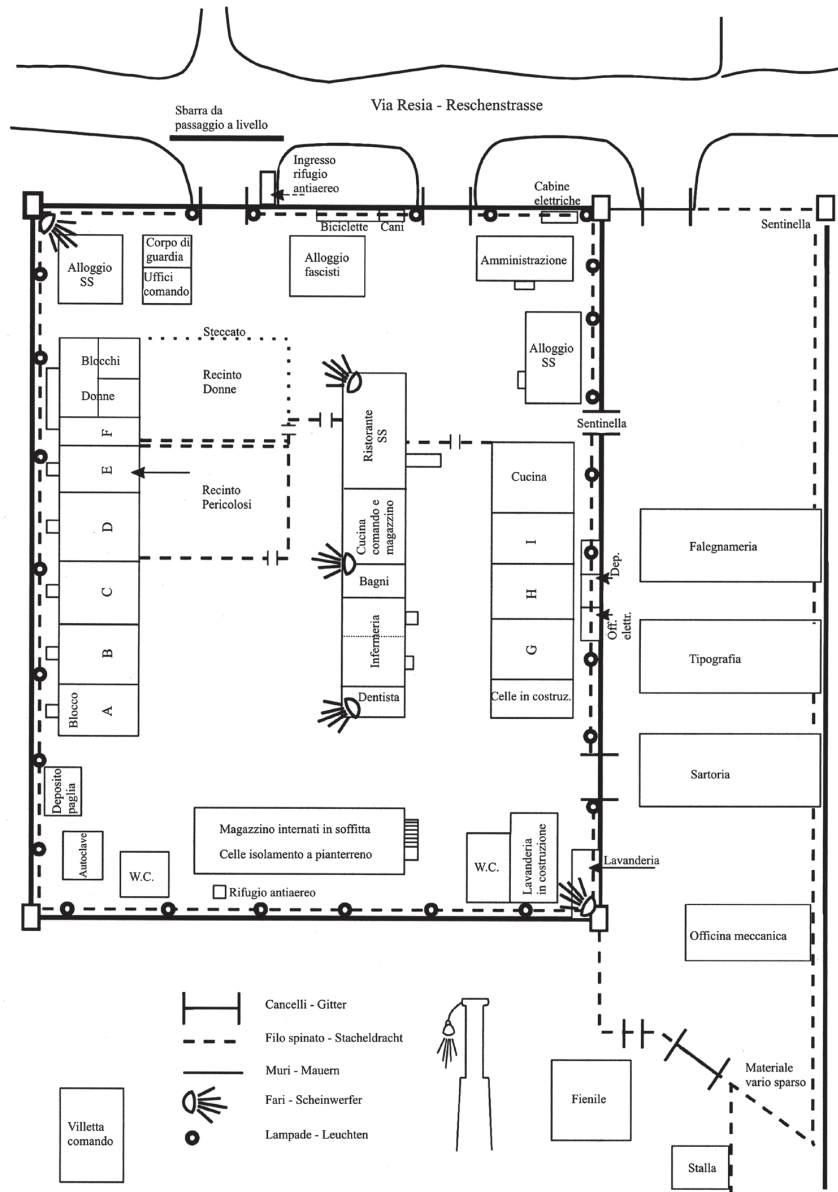 Via Resia - Reschenstrasse
Sbarra da
passaggio a livello
Ingresso
rifugio
antiaereo
Cabine
elettriche
Sentinella
Biciclette
Cani
Alloggio
SS
Corpo di
guardia
Uffici
comando
Alloggio
fascisti
Amministrazione
Alloggio
SS
Steccato
Blocchi
Donne
Recinto
Donne
F
E
Recinto
Pericolosi
D
C
B
Blocco
A
Ristorante
SS
Cucina
comando e
magazzino
Bagni
Infermeria
Dentista
Sentinella
Cucina
I
H
G
Celle in costruz.
Dep.
Off.
elettr.
Falegnameria
Tipografia
Sartoria
Deposito
paglia
Autoclave
W.C.
Magazzino internati in soffitta
Celle isolamento a pianterreno
Rifugio antiaereo
W.C.
Lavanderia
in costruzione
Lavanderia
Officina meccanica
Cancelli - Gitter
Filo spinato - Stacheldracht
Muri - Mauern
Fari - Scheinwerfer
Lampade - Leuchten
Villetta
comando
Fienile
Materiale
vario sparso
Stalla